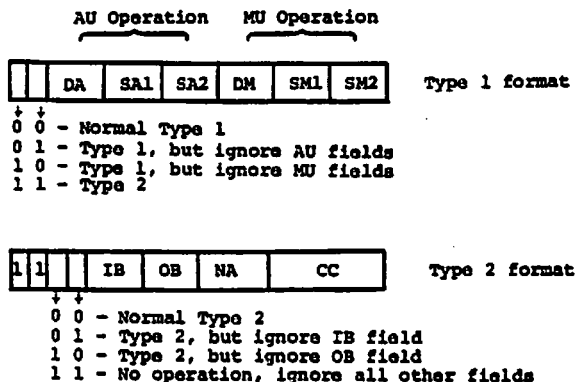 AU Operation MU Operation
DA SA1 SA2 DM SM1 SM2 Type 1 format
0 0 - Normal Type 1
0 1 - Type 1, but ignore AU fields
1 0 - Type 1, but ignore MU fields
1 1 - Type 2
1 1 IB OB NA CC Type 2 format
0 0 - Normal Type 2
0 1 - Type 2, but ignore IB field
1 0 - Type 2, but ignore OB field
1 1 - No operation, ignore all other fields